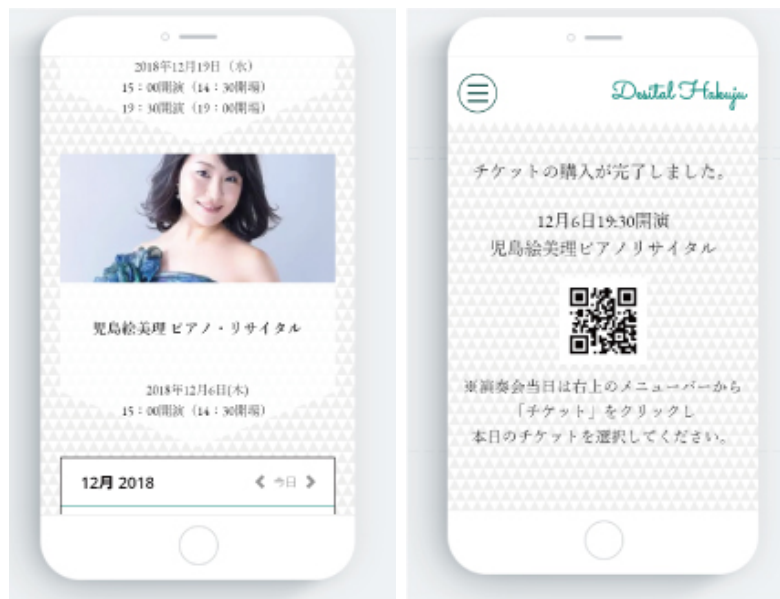 2018年12月19日（水）
15：00開演（14：30開場）
19：30開演（19：00開場）
児島絵美理 ピアノ・リサイタル
2018年12月6日(木)
15：00開演（14：30開場）
12月 2018
今日
Desital Hakuju
チケットの購入が完了しました。
12月6日19:30開演
児島絵美理ピアノリサイタル
※演奏会当日は右上のメニューバーから
「チケット」をクリックし
本日のチケットを選択してください。